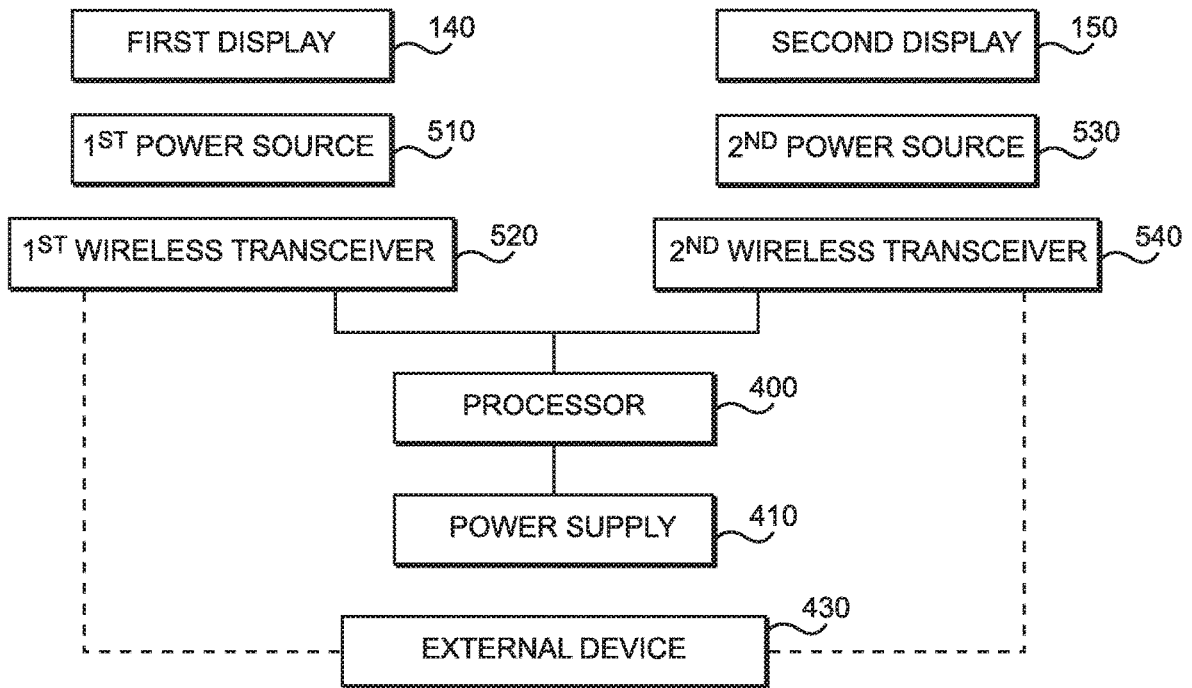 FIRST DISPLAY 140
SECOND DISPLAY 150
1ST POWER SOURCE 510
2ND POWER SOURCE 530
1ST WIRELESS TRANSCEIVER 520
2ND WIRELESS TRANSCEIVER 540
PROCESSOR 400
POWER SUPPLY 410
EXTERNAL DEVICE 430